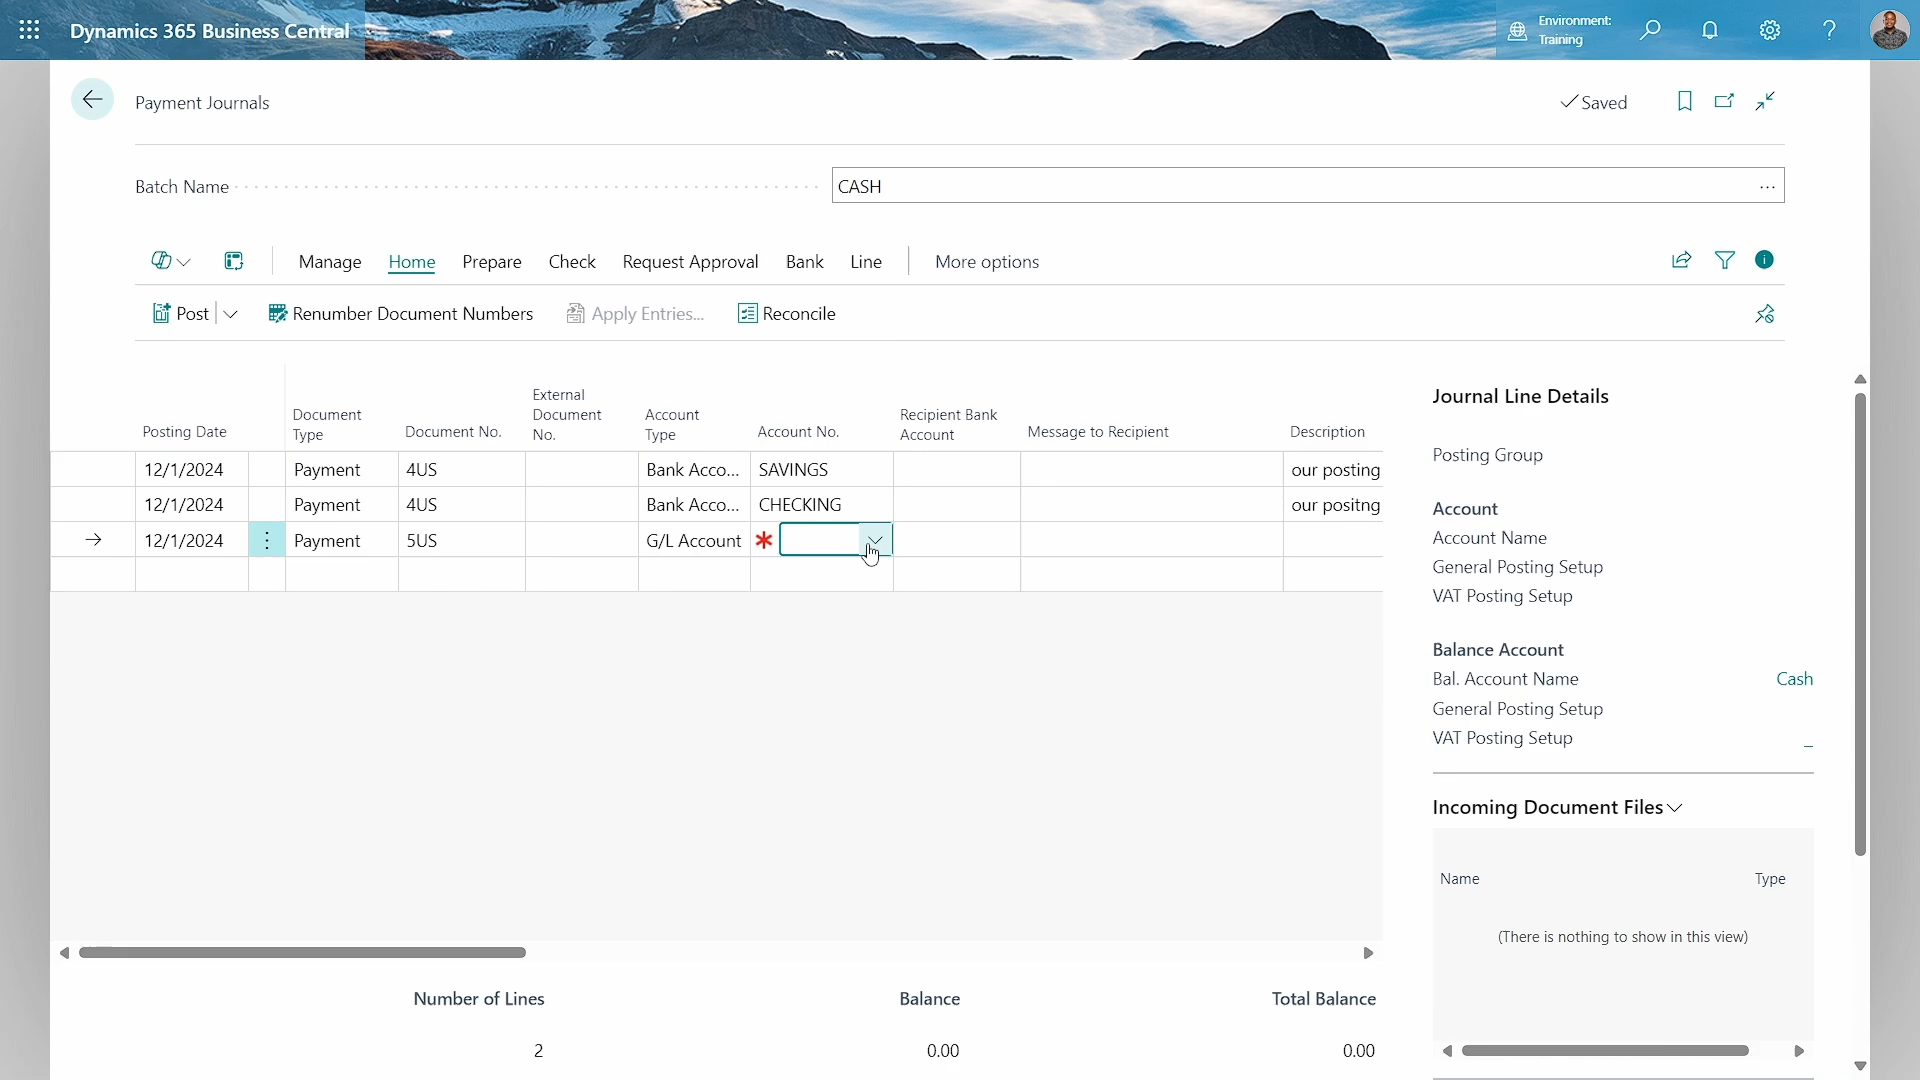 Dynamics 365 Business Central
Environment:
Training
Payment Journals
Saved
Batch Name
CASH
Manage Home Prepare Check Request Approval Bank Line More options
Post Renumber Document Numbers Apply Entries... Reconcile
Posting Date Document Type Document No. External Document No. Account Type Account No. Recipient Bank Account Message to Recipient Description
12/1/2024 Payment 4US Bank Acco... SAVINGS our posting
12/1/2024 Payment 4US Bank Acco... CHECKING our positng
12/1/2024 Payment 5US G/L Account
Number of Lines Balance Total Balance
2 0.00 0.00
Journal Line Details
Posting Group
Account
Account Name
General Posting Setup
VAT Posting Setup
Balance Account
Bal. Account Name Cash
General Posting Setup
VAT Posting Setup _
Incoming Document Files
Name Type
(There is nothing to show in this view)